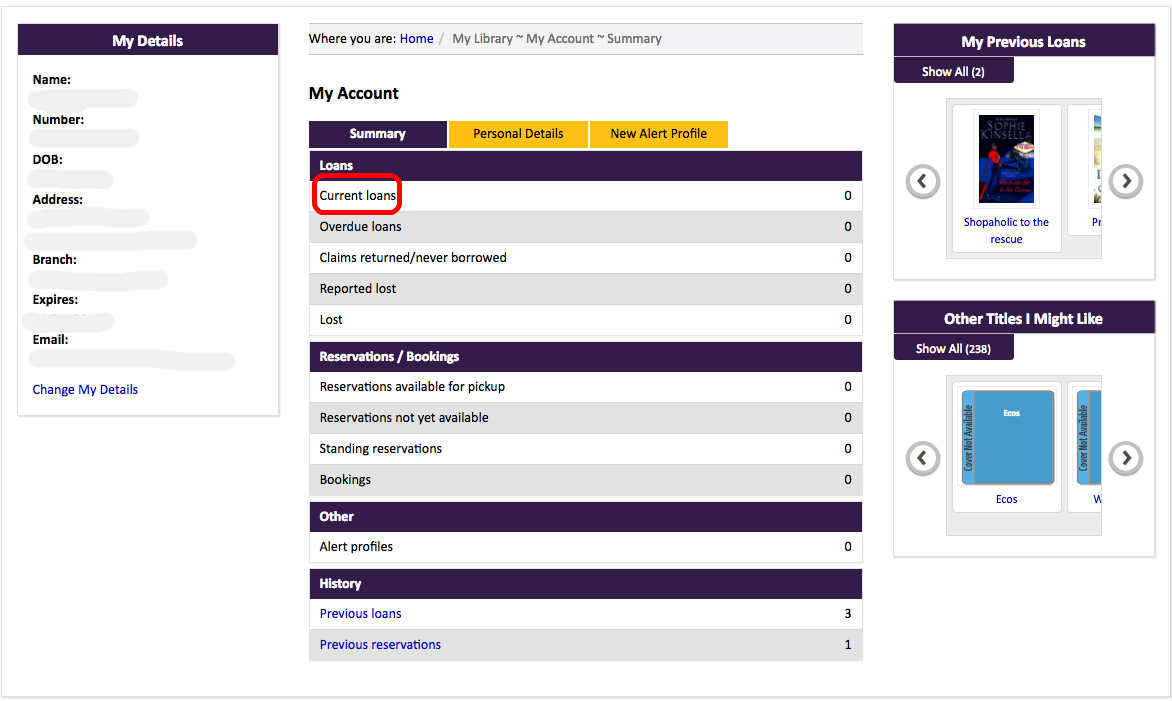 My Details
Name:
Number:
DOB:
Address:
Branch:
Expires:
Email:
Change My Details
Where you are: Home / My Library ~ My Account ~ Summary
My Account
Summary Personal Details New Alert Profile
Loans
Current loans 0
Overdue loans 0
Claims returned/never borrowed 0
Reported lost 0
Lost 0
Reservations / Bookings
Reservations available for pickup 0
Reservations not yet available 0
Standing reservations 0
Bookings 0
Other
Alert profiles 0
History
Previous loans 3
Previous reservations 1
My Previous Loans
Show All (2)
SOPHIE
KINSELLA
Shopaholic to the
rescue
Pr
Other Titles I Might Like
Show All (238)
Cover Not Available
Ecos
Cover Not Available
Ecos
W